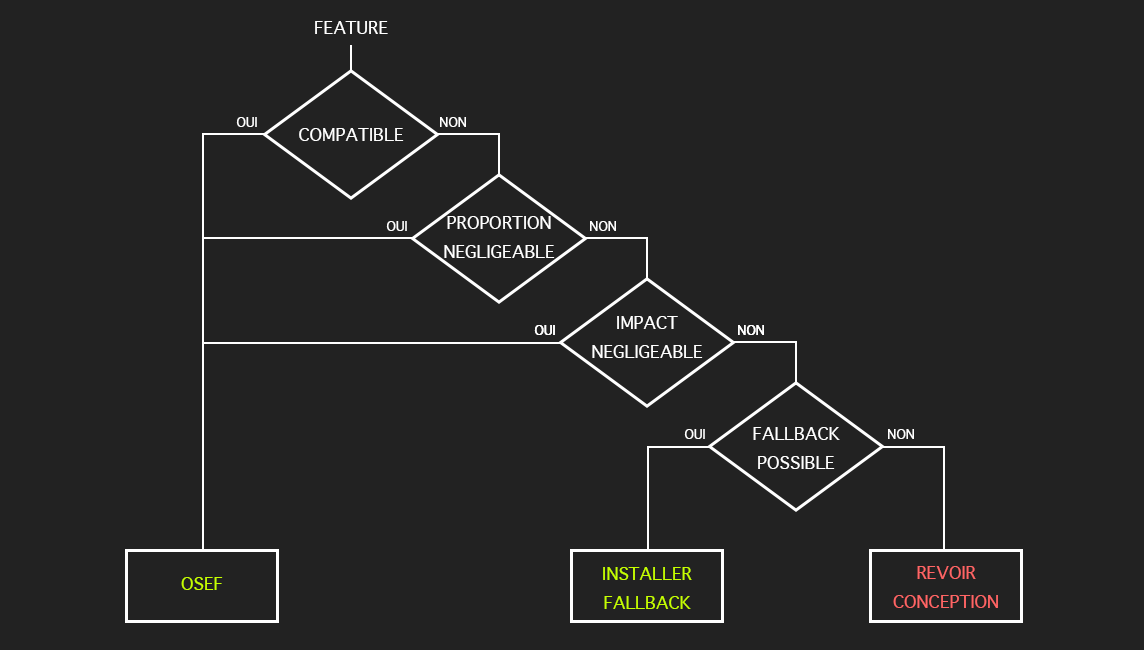 FEATURE
OUI
NON
COMPATIBLE
OUI
NON
PROPORTION
NEGLIGEABLE
OUI
NON
IMPACT
NEGLIGEABLE
OUI
NON
FALLBACK
POSSIBLE
OSEF
INSTALLER
FALLBACK
REVOIR
CONCEPTION